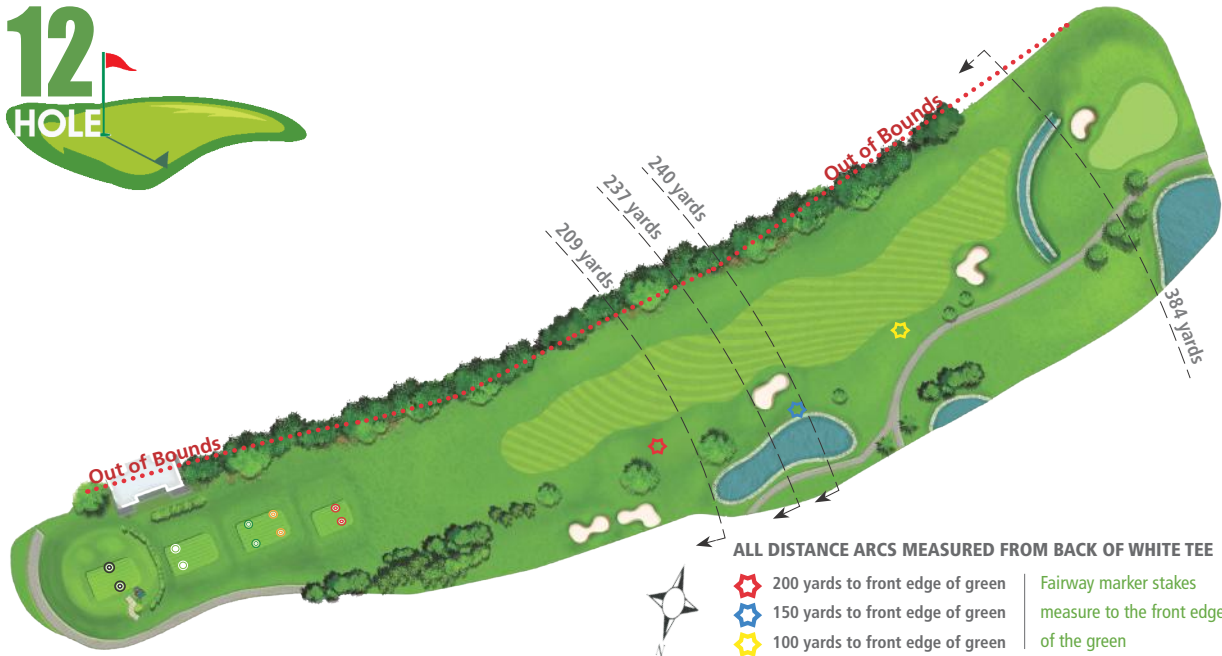 12
HOLE
Out of Bounds
Out of Bounds
209 yards
237 yards
240 yards
384 yards
ALL DISTANCE ARCS MEASURED FROM BACK OF WHITE TEE
200 yards to front edge of green
150 yards to front edge of green
100 yards to front edge of green
Fairway marker stakes
measure to the front edge
of the green
N